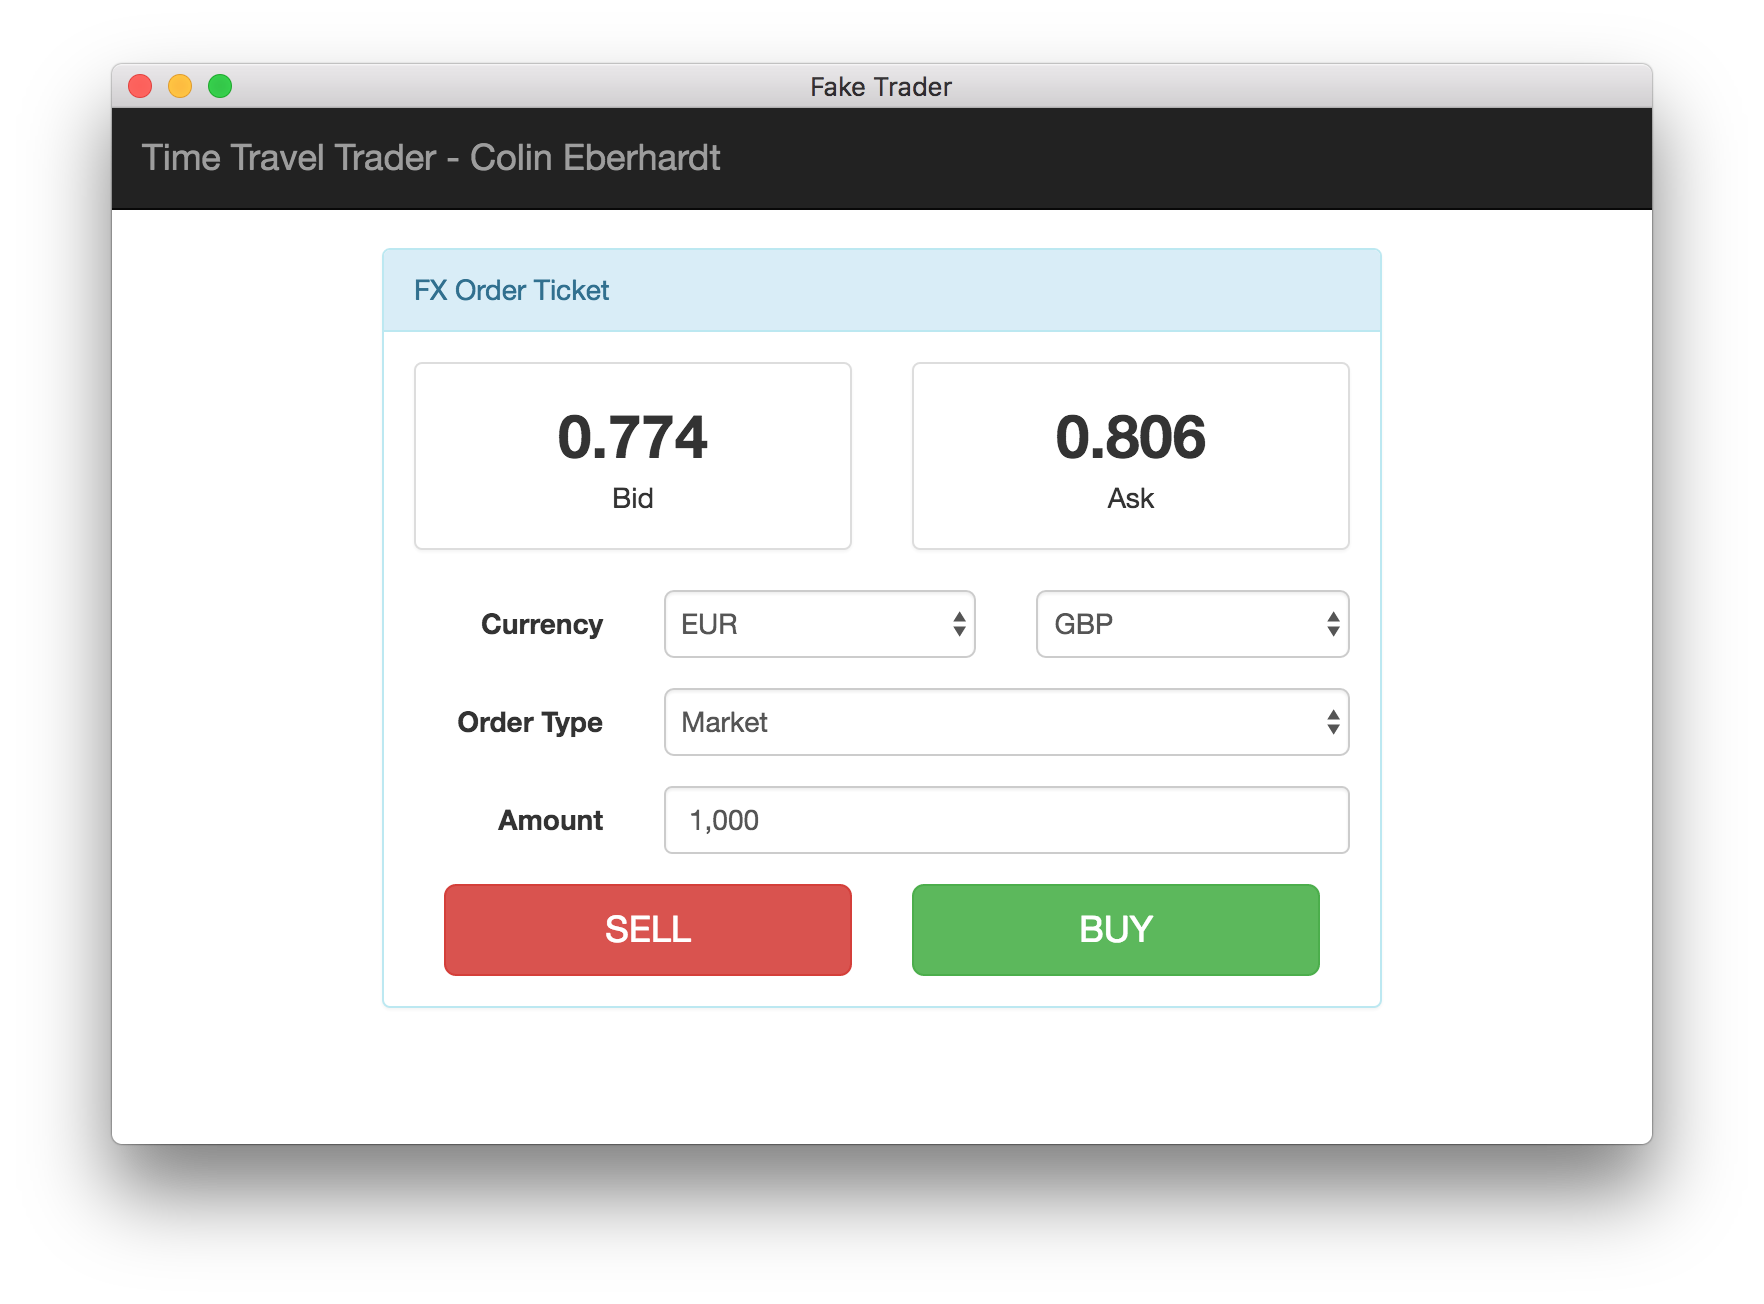 Fake Trader
Time Travel Trader - Colin Eberhardt
FX Order Ticket
0.774
Bid
0.806
Ask
Currency EUR GBP
Order Type Market
Amount 1,000
SELL BUY